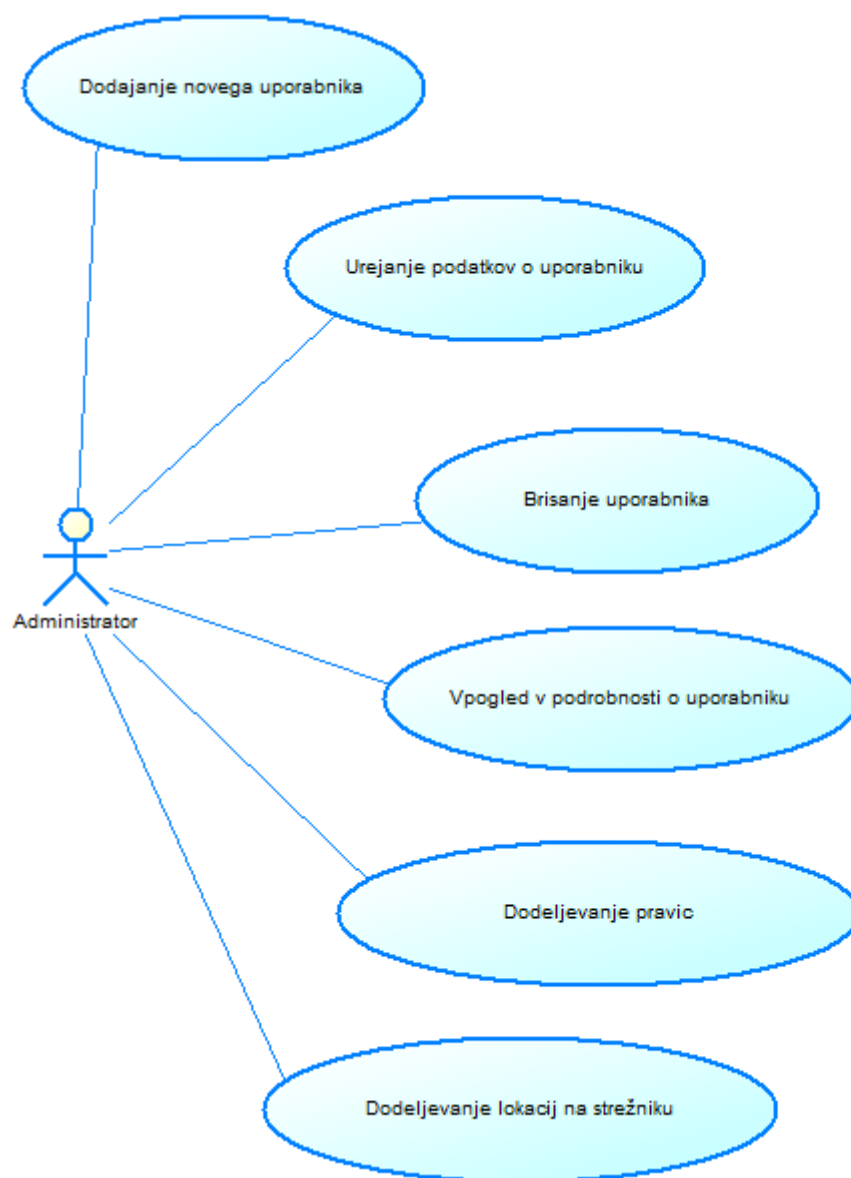 Dodajanje novega uporabnika
Urejanje podatkov o uporabniku
Brisanje uporabnika
Administrator
Vpogled v podrobnosti o uporabniku
Dodeljevanje pravic
Dodeljevanje lokacij na strežniku